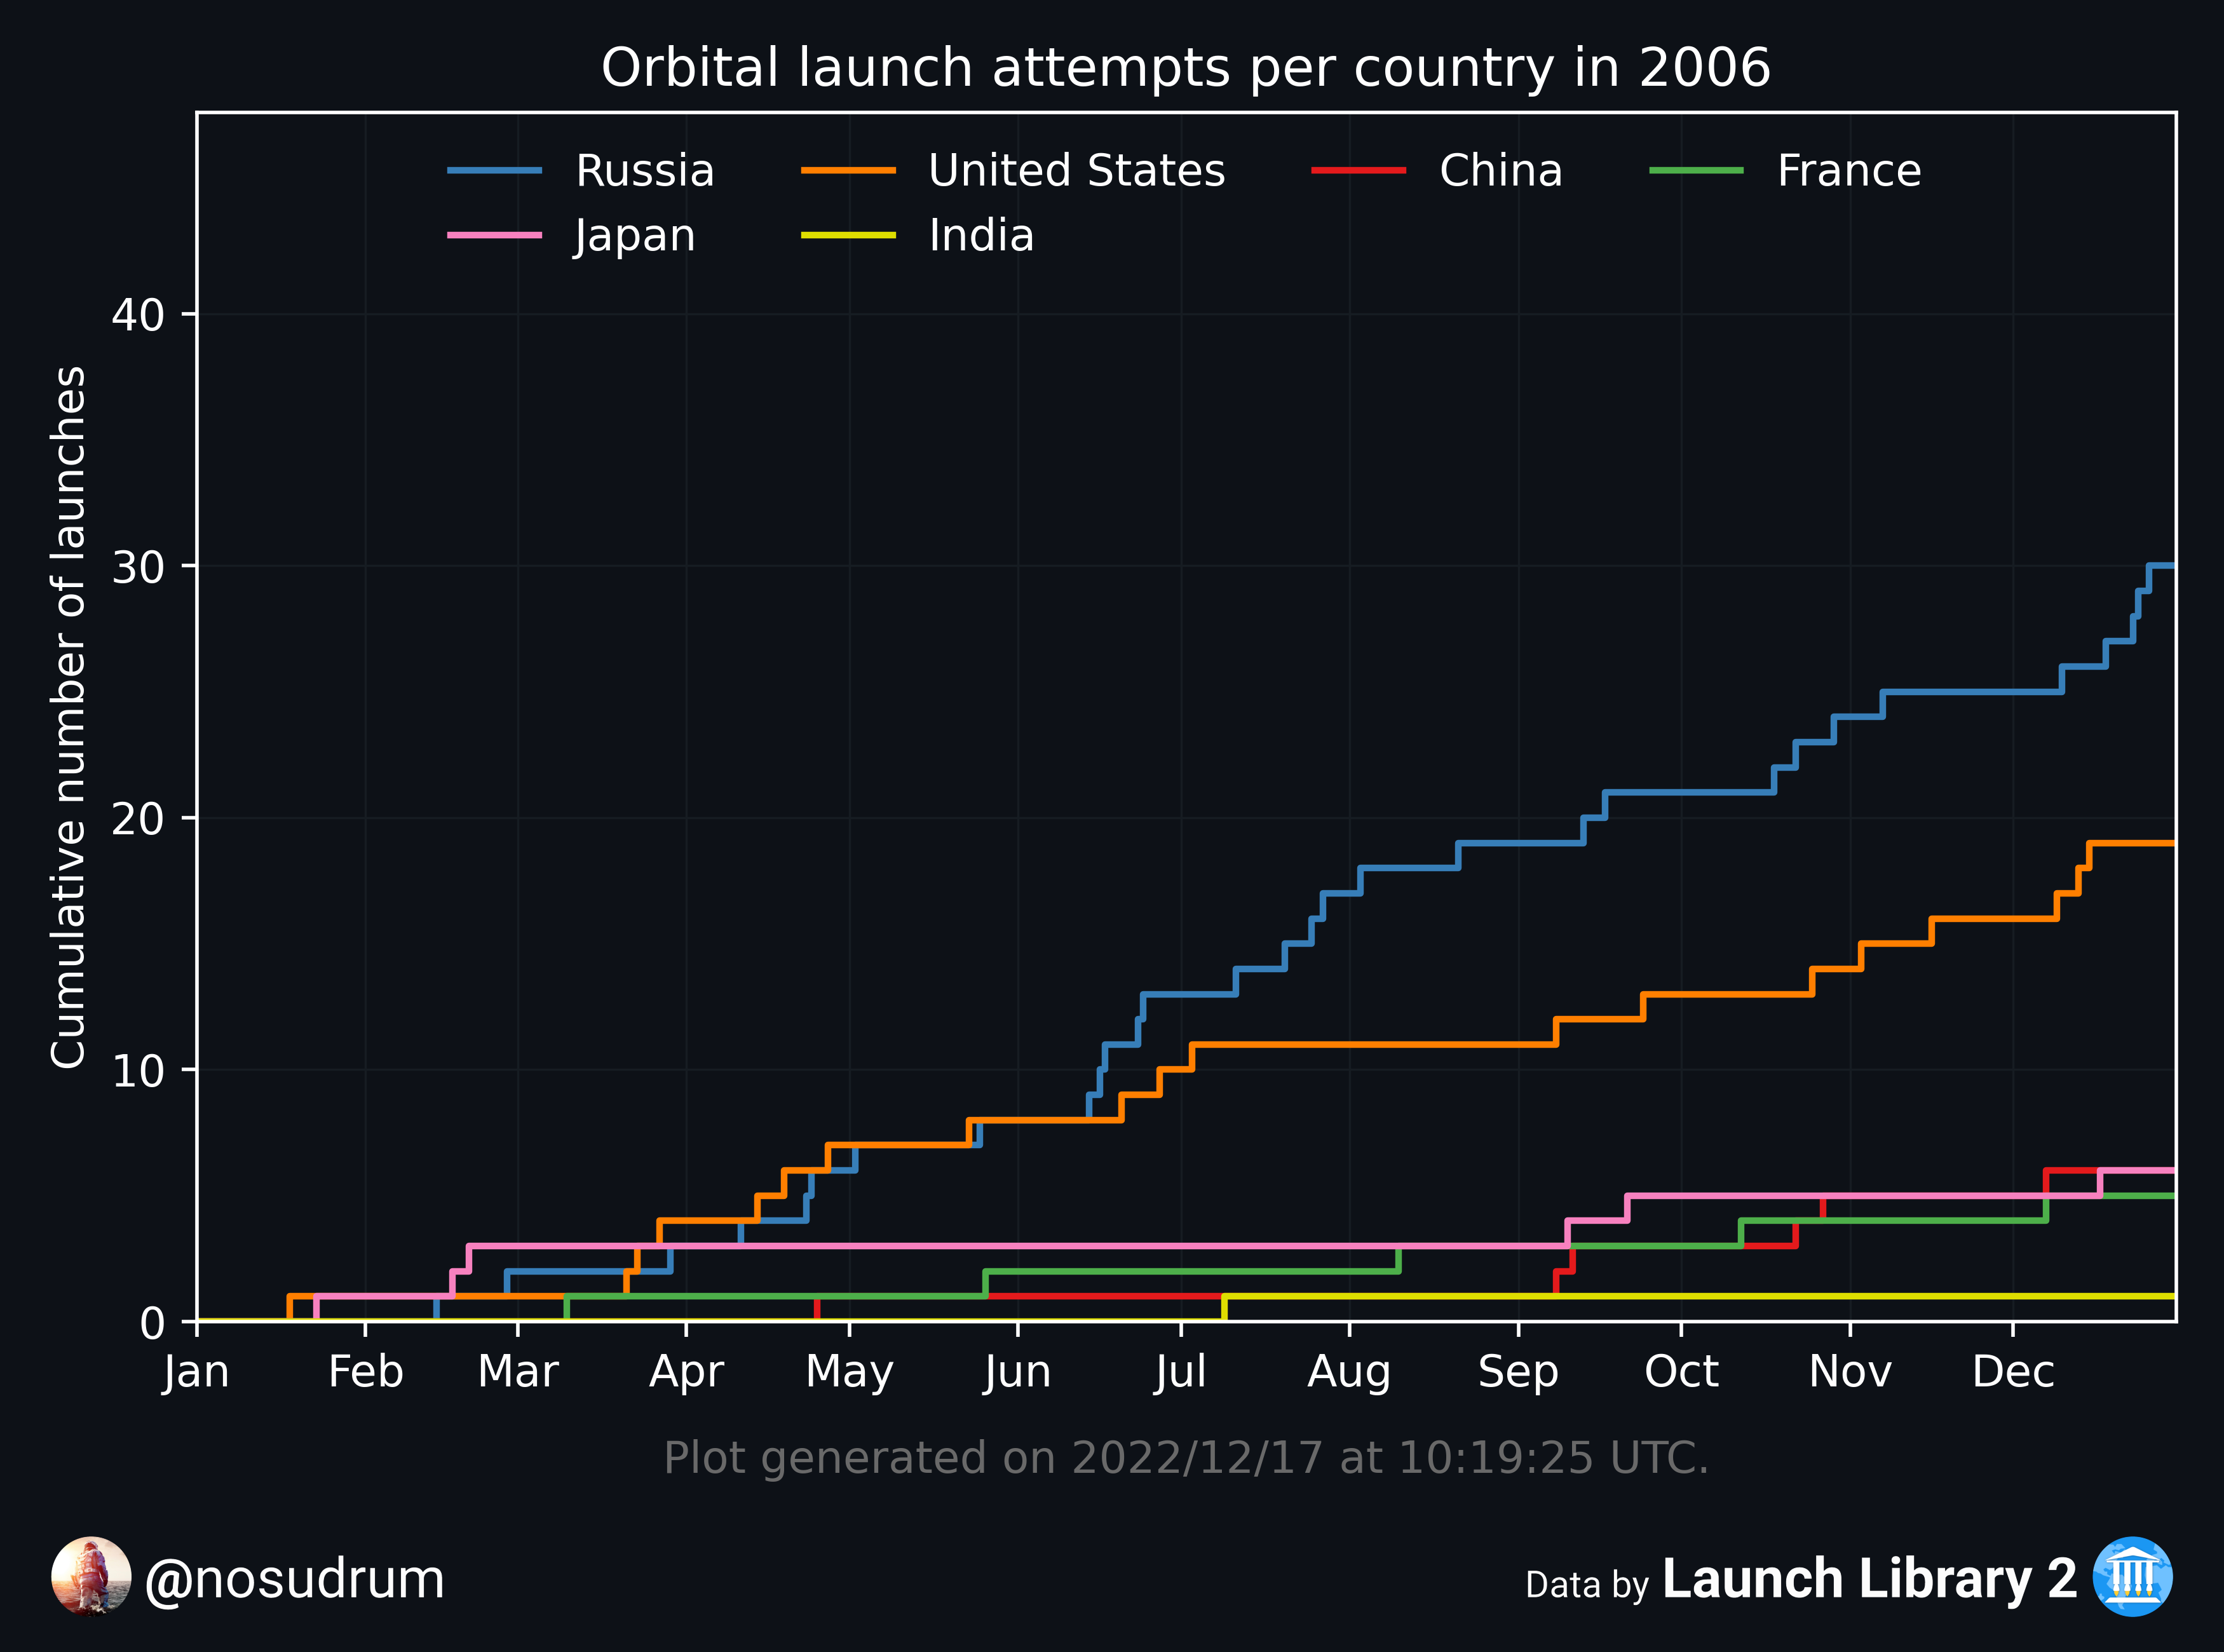 Orbital launch attempts per country in 2006
Russia United States China France
Japan India
Cumulative number of launches
40
30
20
10
0
Jan Feb Mar Apr May Jun Jul Aug Sep Oct Nov Dec
Plot generated on 2022/12/17 at 10:19:25 UTC.
@nosudrum
Data by Launch Library 2